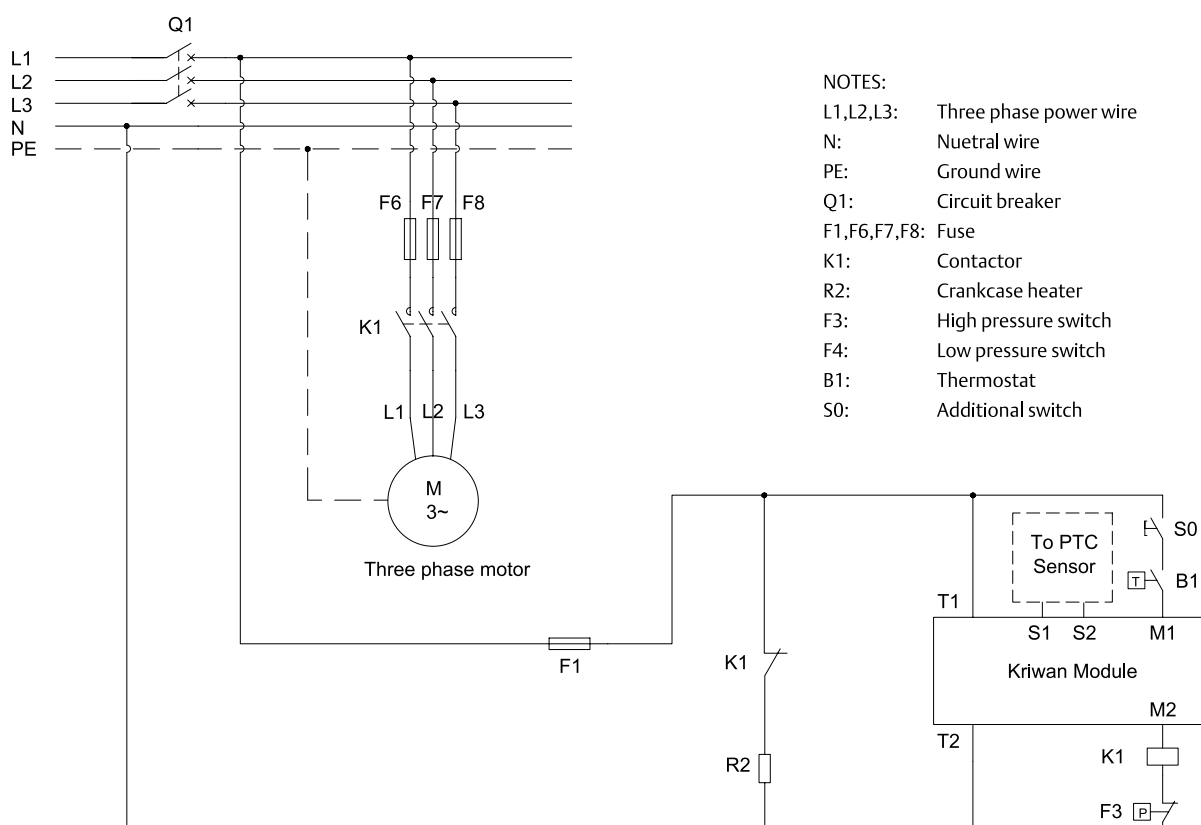 Q1
L1
L2
L3
N
PE
F6 F7 F8
K1
L1 L2 L3
M
3~
Three phase motor
NOTES:
L1,L2,L3: Three phase power wire
N: Nuetral wire
PE: Ground wire
Q1: Circuit breaker
F1,F6,F7,F8: Fuse
K1: Contactor
R2: Crankcase heater
F3: High pressure switch
F4: Low pressure switch
B1: Thermostat
S0: Additional switch
F1
K1
R2
To PTC
Sensor
S0
T B1
T1
S1 S2 M1
Kriwan Module
M2
T2
K1
F3 P